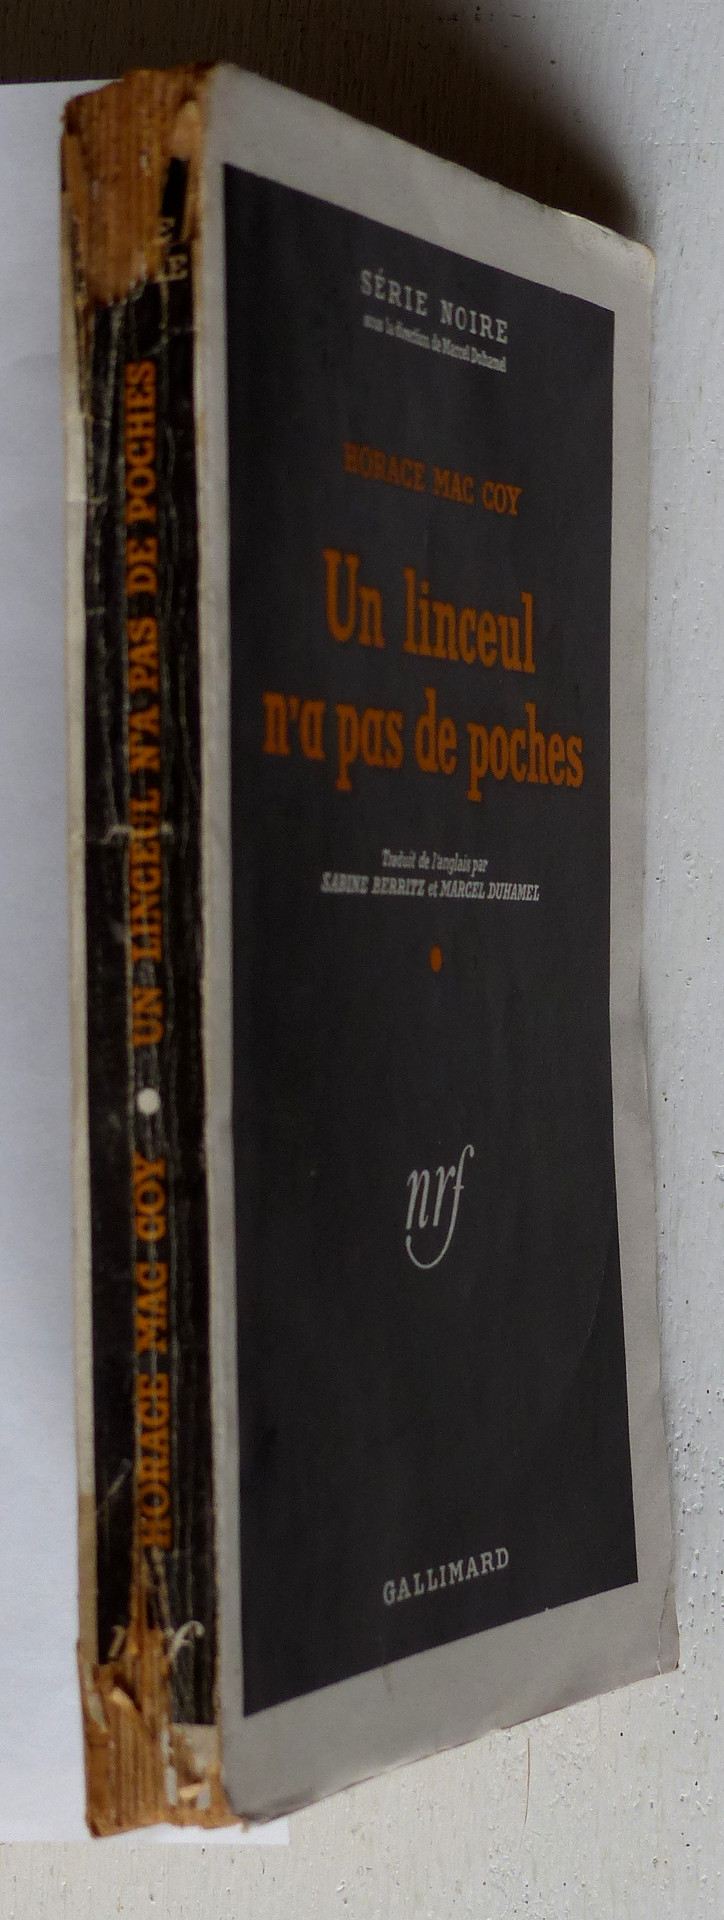 SÉRIE NOIRE
sous la direction de Marcel Duhamel
HORACE MAC COY
Un linceul
n'a pas de poches
Traduit de l'anglais par
SABINE BERRITZ et MARCEL DUHAMEL
nrf
GALLIMARD
HORACE MAC COY • UN LINCEUL N'A PAS DE POCHES